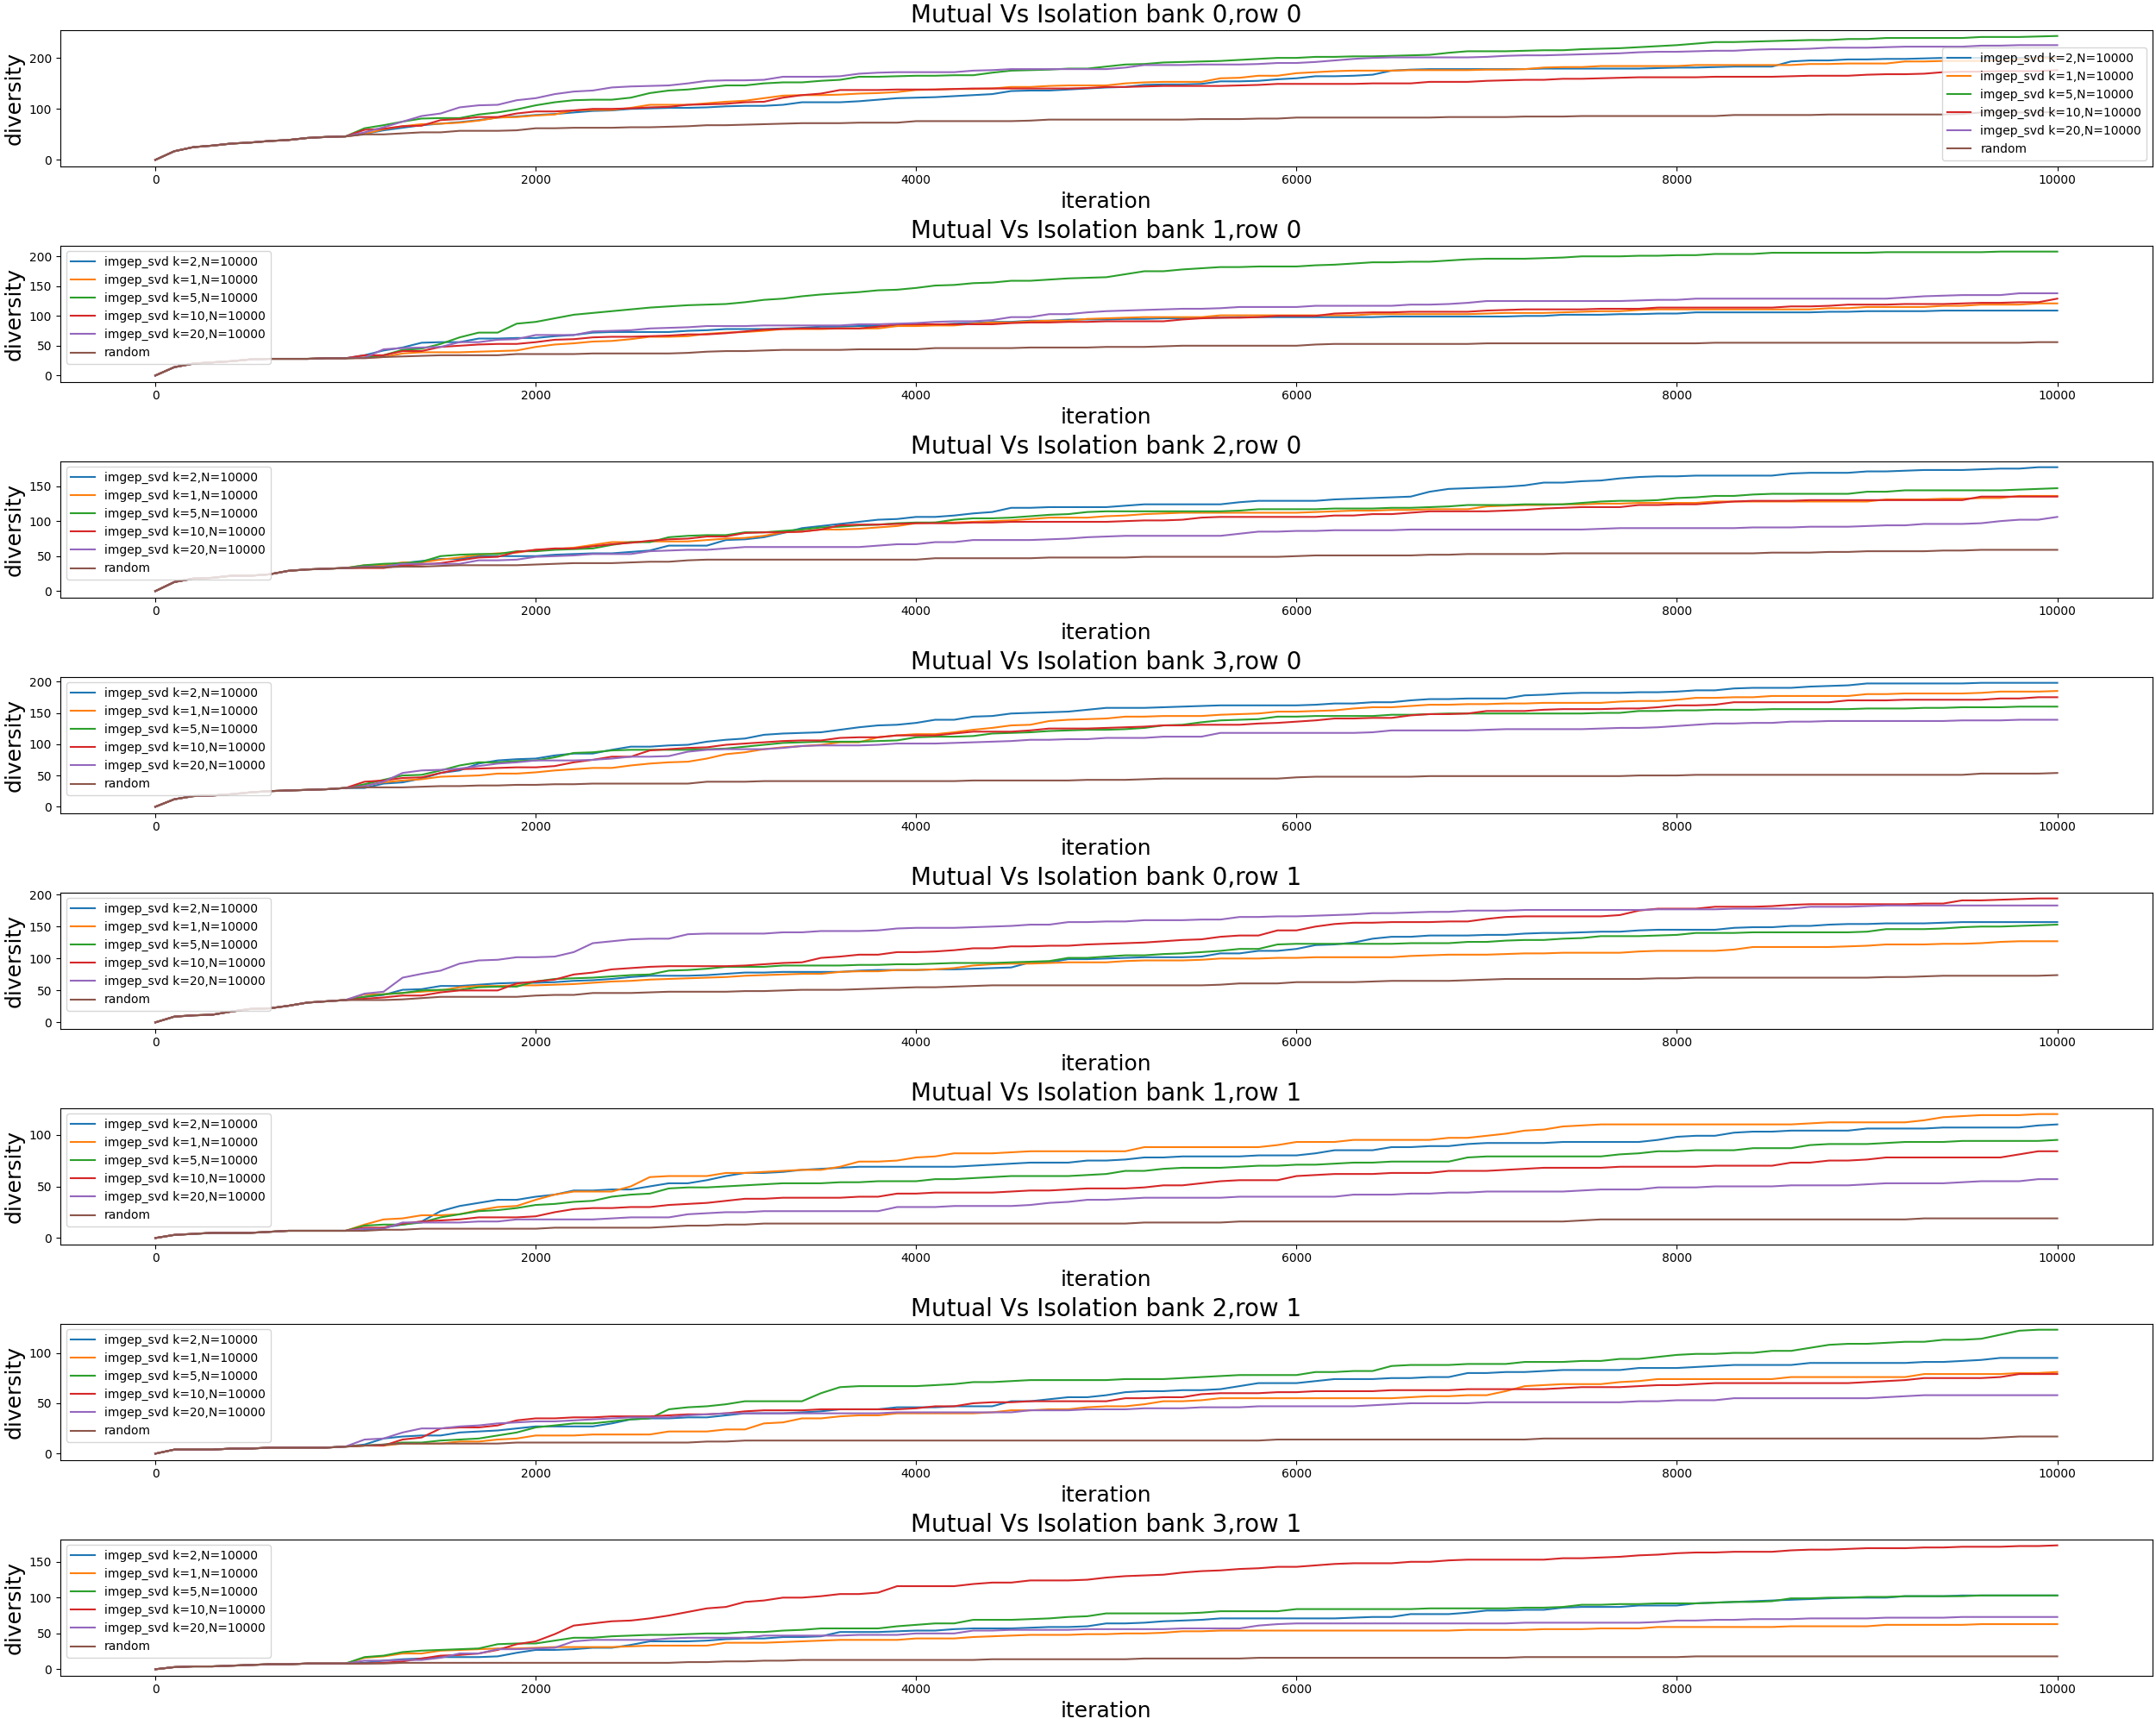 Mutual Vs Isolation bank 0,row 0
diversity
200
100
0
imgep_svd k=2,N=10000
imgep_svd k=1,N=10000
imgep_svd k=5,N=10000
imgep_svd k=10,N=10000
imgep_svd k=20,N=10000
random
0 2000 4000 6000 8000 10000
iteration
Mutual Vs Isolation bank 1,row 0
diversity
200
150
100
50
0
imgep_svd k=2,N=10000
imgep_svd k=1,N=10000
imgep_svd k=5,N=10000
imgep_svd k=10,N=10000
imgep_svd k=20,N=10000
random
0 2000 4000 6000 8000 10000
iteration
Mutual Vs Isolation bank 2,row 0
diversity
150
100
50
0
imgep_svd k=2,N=10000
imgep_svd k=1,N=10000
imgep_svd k=5,N=10000
imgep_svd k=10,N=10000
imgep_svd k=20,N=10000
random
0 2000 4000 6000 8000 10000
iteration
Mutual Vs Isolation bank 3,row 0
diversity
200
150
100
50
0
imgep_svd k=2,N=10000
imgep_svd k=1,N=10000
imgep_svd k=5,N=10000
imgep_svd k=10,N=10000
imgep_svd k=20,N=10000
random
0 2000 4000 6000 8000 10000
iteration
Mutual Vs Isolation bank 0,row 1
diversity
200
150
100
50
0
imgep_svd k=2,N=10000
imgep_svd k=1,N=10000
imgep_svd k=5,N=10000
imgep_svd k=10,N=10000
imgep_svd k=20,N=10000
random
0 2000 4000 6000 8000 10000
iteration
Mutual Vs Isolation bank 1,row 1
diversity
100
50
0
imgep_svd k=2,N=10000
imgep_svd k=1,N=10000
imgep_svd k=5,N=10000
imgep_svd k=10,N=10000
imgep_svd k=20,N=10000
random
0 2000 4000 6000 8000 10000
iteration
Mutual Vs Isolation bank 2,row 1
diversity
100
50
0
imgep_svd k=2,N=10000
imgep_svd k=1,N=10000
imgep_svd k=5,N=10000
imgep_svd k=10,N=10000
imgep_svd k=20,N=10000
random
0 2000 4000 6000 8000 10000
iteration
Mutual Vs Isolation bank 3,row 1
diversity
150
100
50
0
imgep_svd k=2,N=10000
imgep_svd k=1,N=10000
imgep_svd k=5,N=10000
imgep_svd k=10,N=10000
imgep_svd k=20,N=10000
random
0 2000 4000 6000 8000 10000
iteration